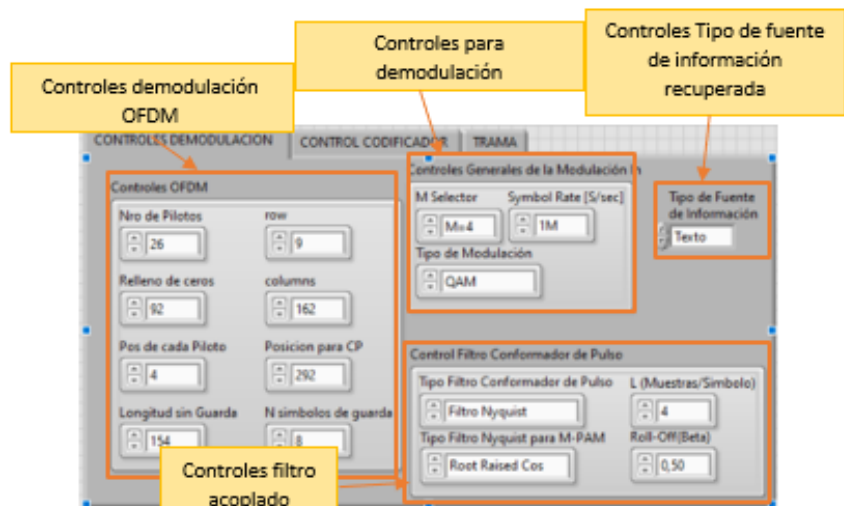 Controles demodulación
OFDM
Controles para
demodulación
Controles Tipo de fuente
de información
recuperada
CONTROLES DEMODULACION
CONTROL CODIFICADOR
TRAMA
Controles OFDM
Nro de Pilotos
row
26
9
Relleno de ceros
columns
92
162
Pos de cada Piloto
Posicion para CP
4
292
Longitud sin Guarda
N simbolos de guarda
154
8
Controles Generales de la Modulación In
M Selector
Symbol Rate [S/sec]
M=4
1M
Tipo de Modulación
QAM
Tipo de Fuente
de Información
Texto
Control Filtro Conformador de Pulso
Tipo Filtro Conformador de Pulso
L (Muestras/Simbolo)
Filtro Nyquist
4
Tipo Filtro Nyquist para M-PAM
Roll-Off(Beta)
Root Raised Cos
0,50
Controles filtro
acoplado